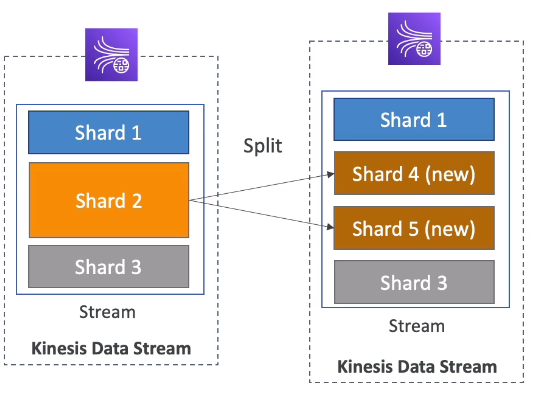 Shard 1
Shard 2
Shard 3
Stream
Kinesis Data Stream
Split
Shard 1
Shard 4 (new)
Shard 5 (new)
Shard 3
Stream
Kinesis Data Stream